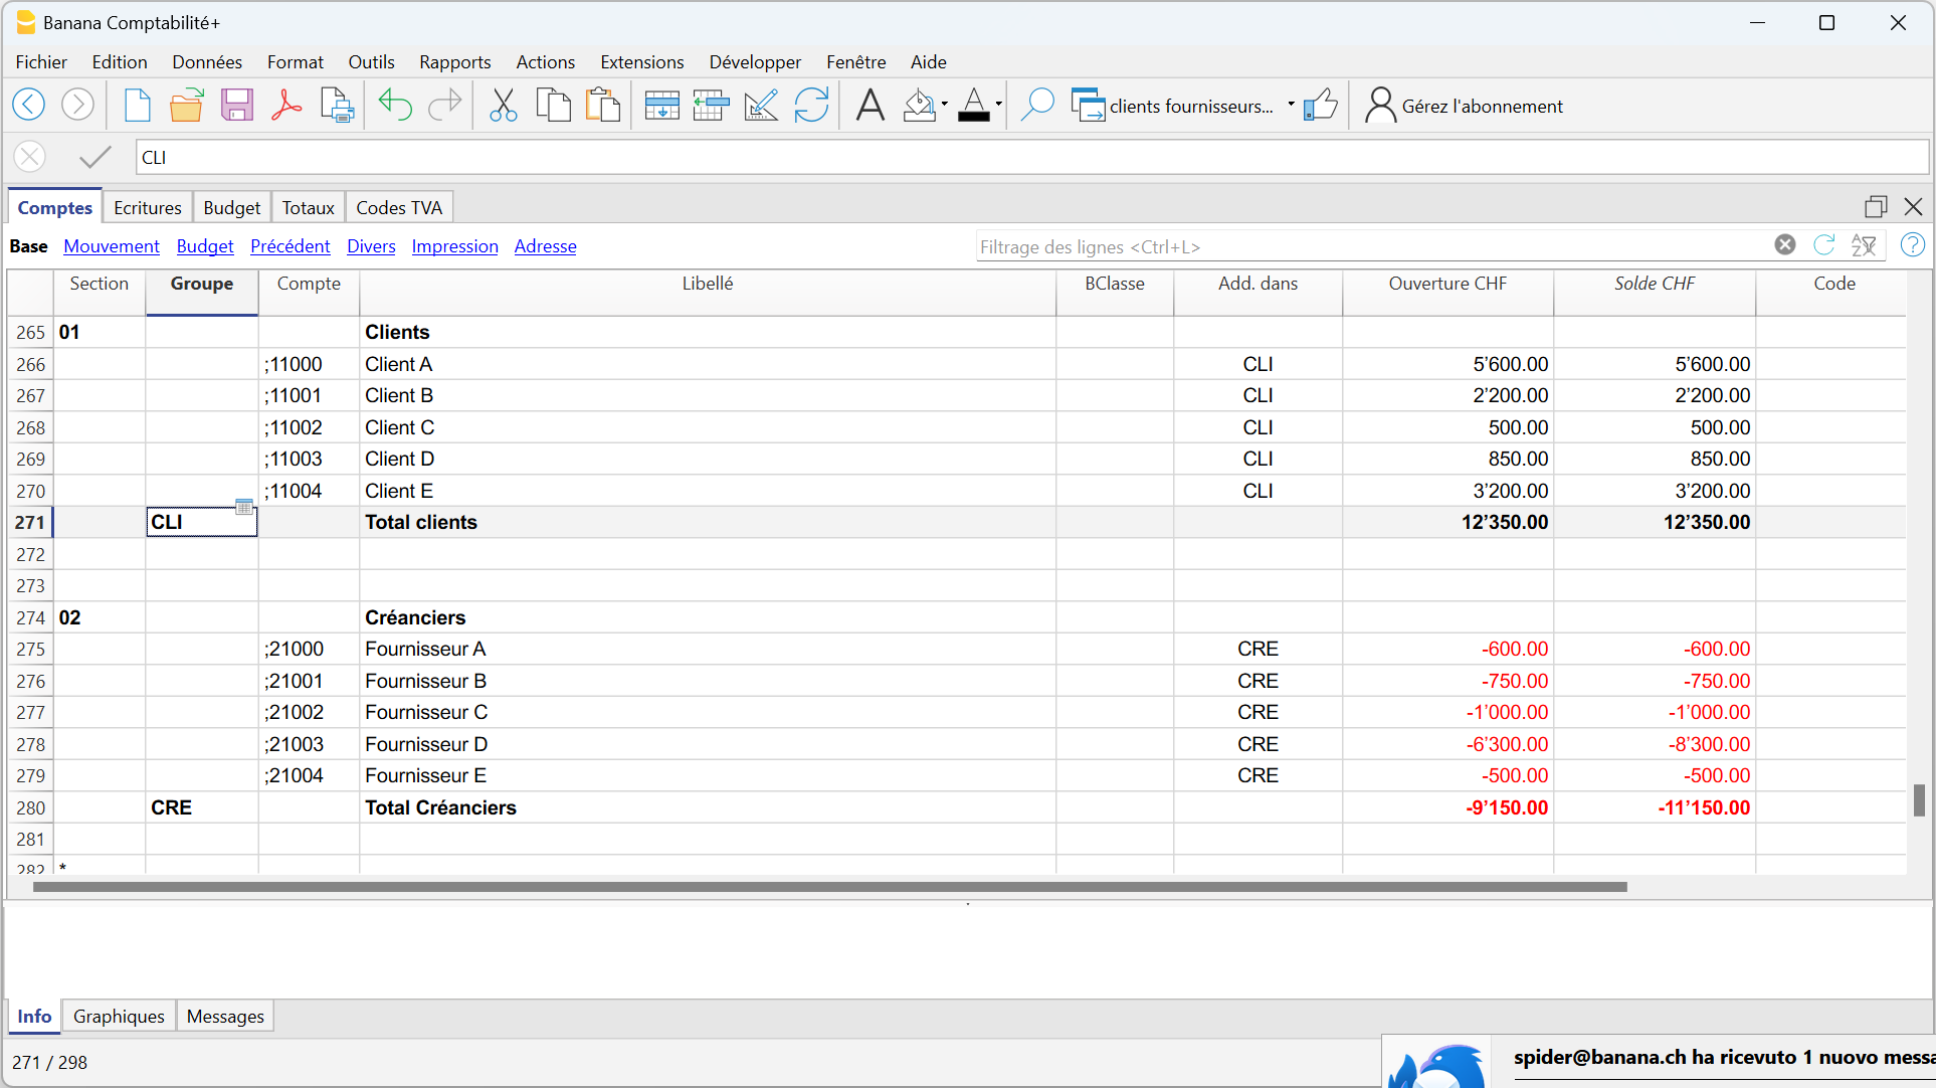 Banana Comptabilité+
Fichier Edition Données Format Outils Rapports Actions Extensions Développer Fenêtre Aide
clients fournisseurs... Gérez l'abonnement
CLI
Comptes Ecritures Budget Totaux Codes TVA
Base Mouvement Budget Précédent Divers Impression Adresse Filtrage des lignes <Ctrl+L>
Section Groupe Compte Libellé BClasse Add. dans Ouverture CHF Solde CHF Code
265 01 Clients
266 ;11000 Client A CLI 5'600.00 5'600.00
267 ;11001 Client B CLI 2'200.00 2'200.00
268 ;11002 Client C CLI 500.00 500.00
269 ;11003 Client D CLI 850.00 850.00
270 ;11004 Client E CLI 3'200.00 3'200.00
271 CLI Total clients 12'350.00 12'350.00
272
273
274 02 Créanciers
275 ;21000 Fournisseur A CRE -600.00 -600.00
276 ;21001 Fournisseur B CRE -750.00 -750.00
277 ;21002 Fournisseur C CRE -1'000.00 -1'000.00
278 ;21003 Fournisseur D CRE -6'300.00 -8'300.00
279 ;21004 Fournisseur E CRE -500.00 -500.00
280 CRE Total Créanciers -9'150.00 -11'150.00
281
282 *
Info Graphiques Messages
271 / 298
spider@banana.ch ha ricevuto 1 nuovo messa